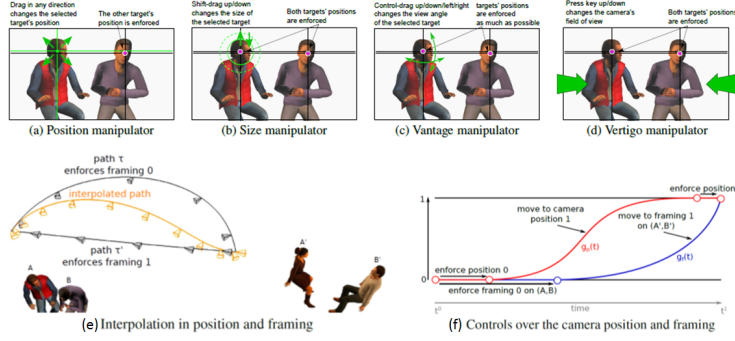 Drag in any direction
changes the selected
target's position
The other target's
position is enforced
(a) Position manipulator
Shift-drag up/down
changes the size of
the selected target
Both targets' positions
are enforced
(b) Size manipulator
Control-drag up/down/left/right
changes the view angle
of the selected target
targets' positions
are enforced
as much as possible
(c) Vantage manipulator
Press key up/down
changes the camera's
field of view
Both targets' positions
are enforced
(d) Vertigo manipulator
path τ
enforces framing 0
interpolated path
path τ'
enforces framing 1
A
B
A'
B'
(e) Interpolation in position and framing
1
0
enforce position
move to camera
position 1
move to framing 1
on (A',B')
gp(t)
gf(t)
enforce position 0
enforce framing 0 on (A,B)
t⁰
time
t¹
(f) Controls over the camera position and framing